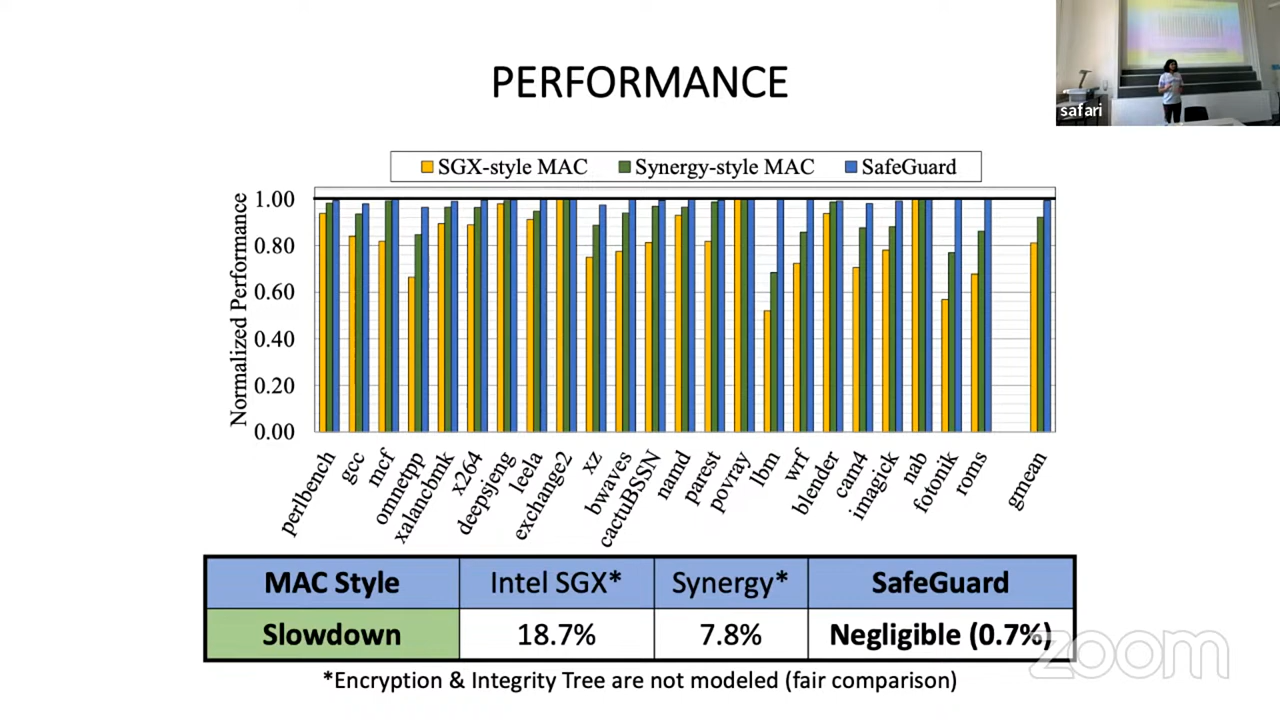 PERFORMANCE
safari
SGX-style MAC Synergy-style MAC SafeGuard
Normalized Performance
1.00
0.80
0.60
0.40
0.20
0.00
perlbench gcc mcf omnetpp xalancbmk x264 deepsjeng leela exchange2 xz bwaves cactuBSSN namd parest povray lbm wrf blender cam4 imagick nab fotonik roms gmean
MAC Style Intel SGX* Synergy* SafeGuard
Slowdown 18.7% 7.8% Negligible (0.7%)
zoom
*Encryption & Integrity Tree are not modeled (fair comparison)